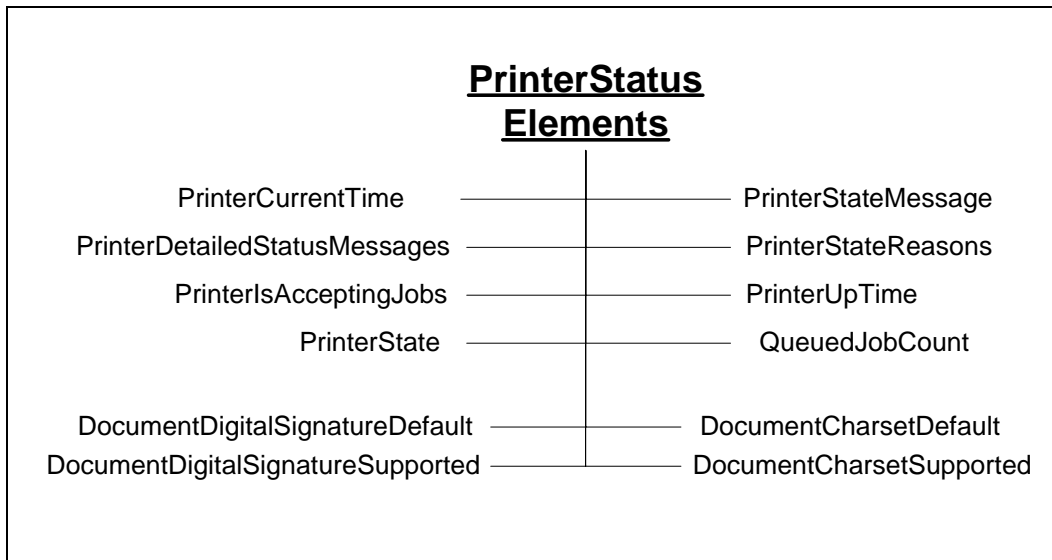 PrinterStatus
Elements
PrinterCurrentTime
PrinterStateMessage
PrinterDetailedStatusMessages
PrinterStateReasons
PrinterIsAcceptingJobs
PrinterUpTime
PrinterState
QueuedJobCount
DocumentDigitalSignatureDefault
DocumentCharsetDefault
DocumentDigitalSignatureSupported
DocumentCharsetSupported